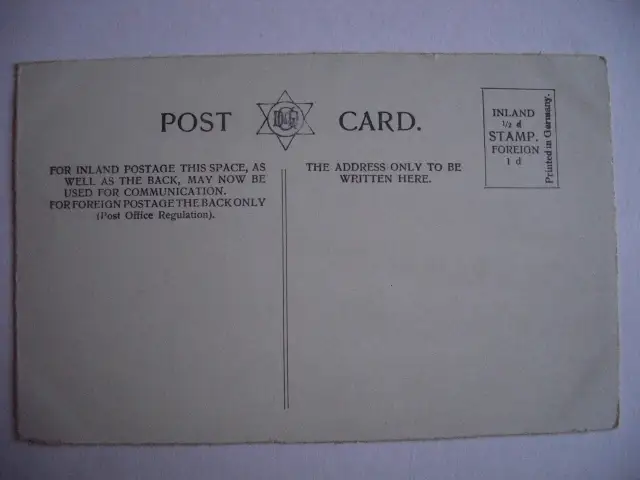 POST CARD.
FOR INLAND POSTAGE THIS SPACE, AS
WELL AS THE BACK, MAY NOW BE
USED FOR COMMUNICATION.
FOR FOREIGN POSTAGE THE BACK ONLY
(Post Office Regulation).
THE ADDRESS ONLY TO BE
WRITTEN HERE.
INLAND
½ d
STAMP.
FOREIGN
1 d
Printed in Germany.